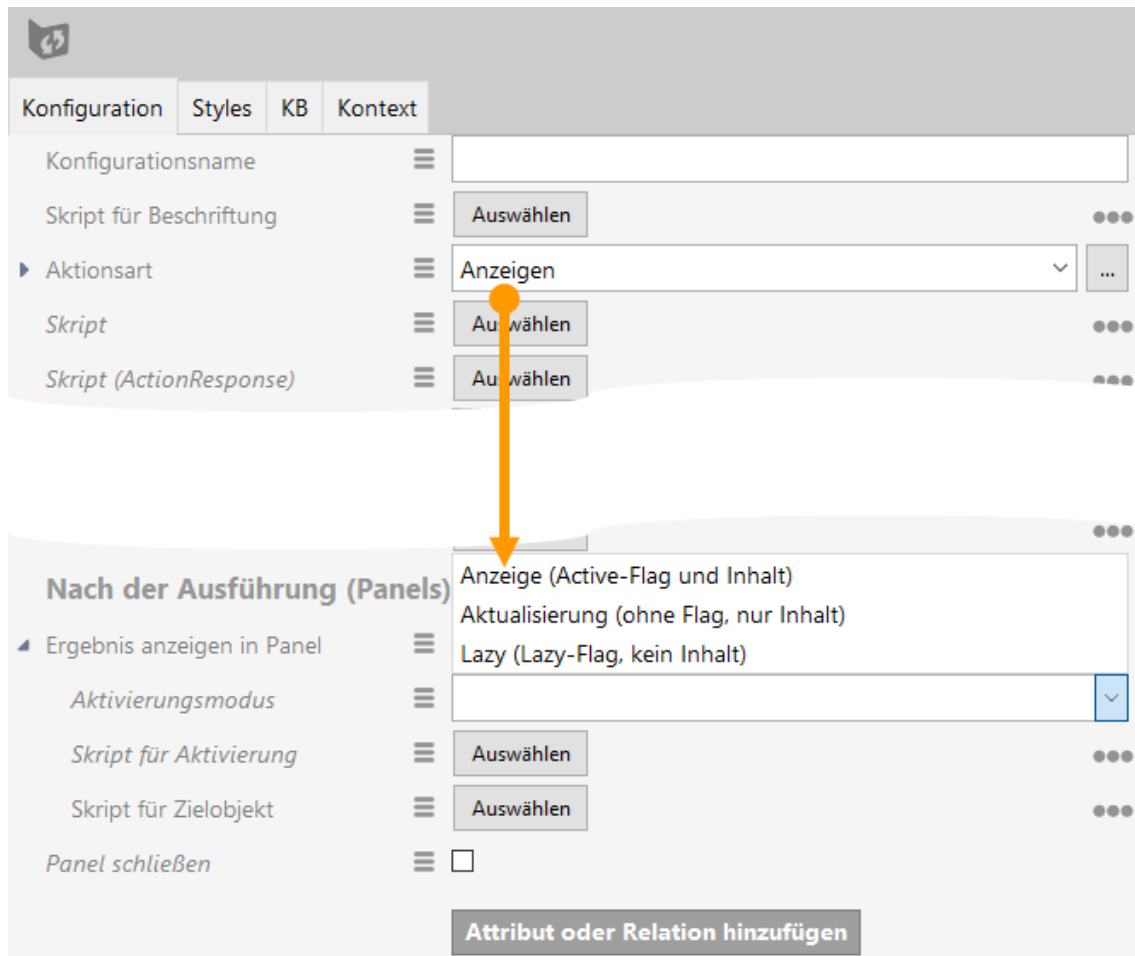 Konfiguration Styles KB Kontext
Konfigurationsname
Skript für Beschriftung Auswählen
Aktionsart Anzeigen ...
Skript Auswählen
Skript (ActionResponse) Auswählen
Nach der Ausführung (Panels)
Anzeige (Active-Flag und Inhalt)
Aktualisierung (ohne Flag, nur Inhalt)
Ergebnis anzeigen in Panel
Lazy (Lazy-Flag, kein Inhalt)
Aktivierungsmodus
Skript für Aktivierung Auswählen
Skript für Zielobjekt Auswählen
Panel schließen
Attribut oder Relation hinzufügen